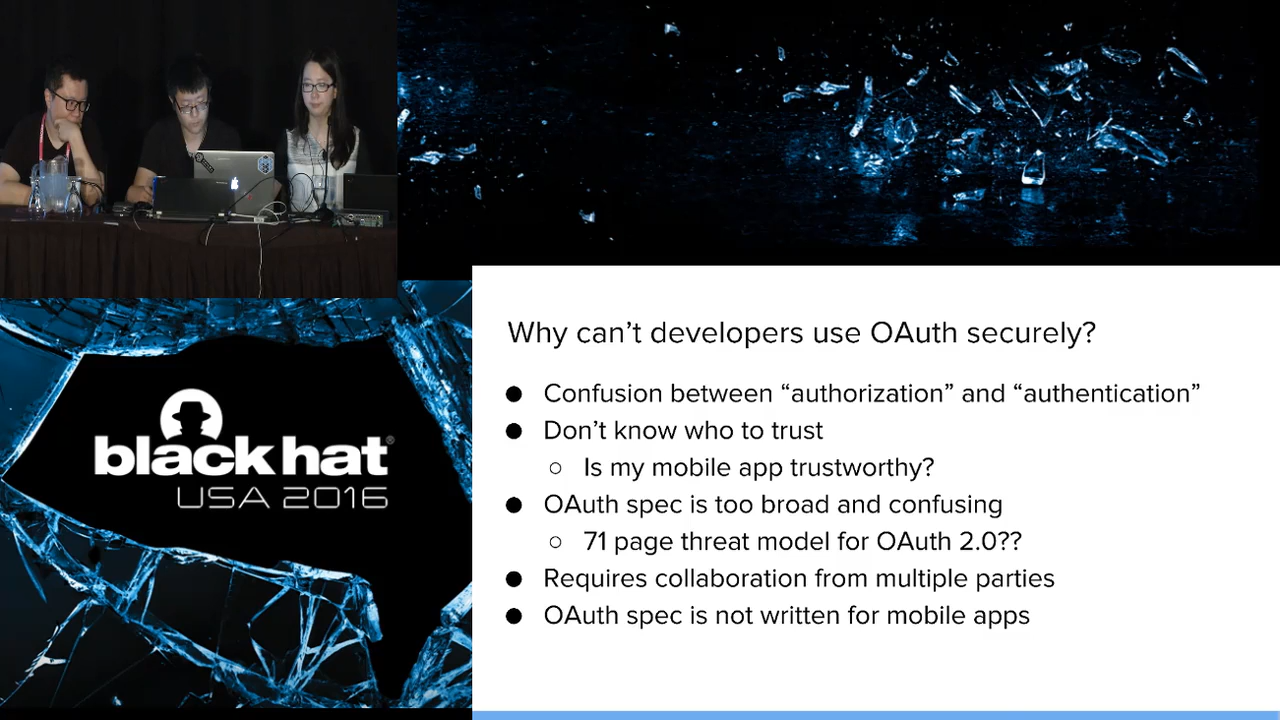 black hat®
USA 2016
Why can’t developers use OAuth securely?
● Confusion between “authorization” and “authentication”
● Don’t know who to trust
○ Is my mobile app trustworthy?
● OAuth spec is too broad and confusing
○ 71 page threat model for OAuth 2.0??
● Requires collaboration from multiple parties
● OAuth spec is not written for mobile apps